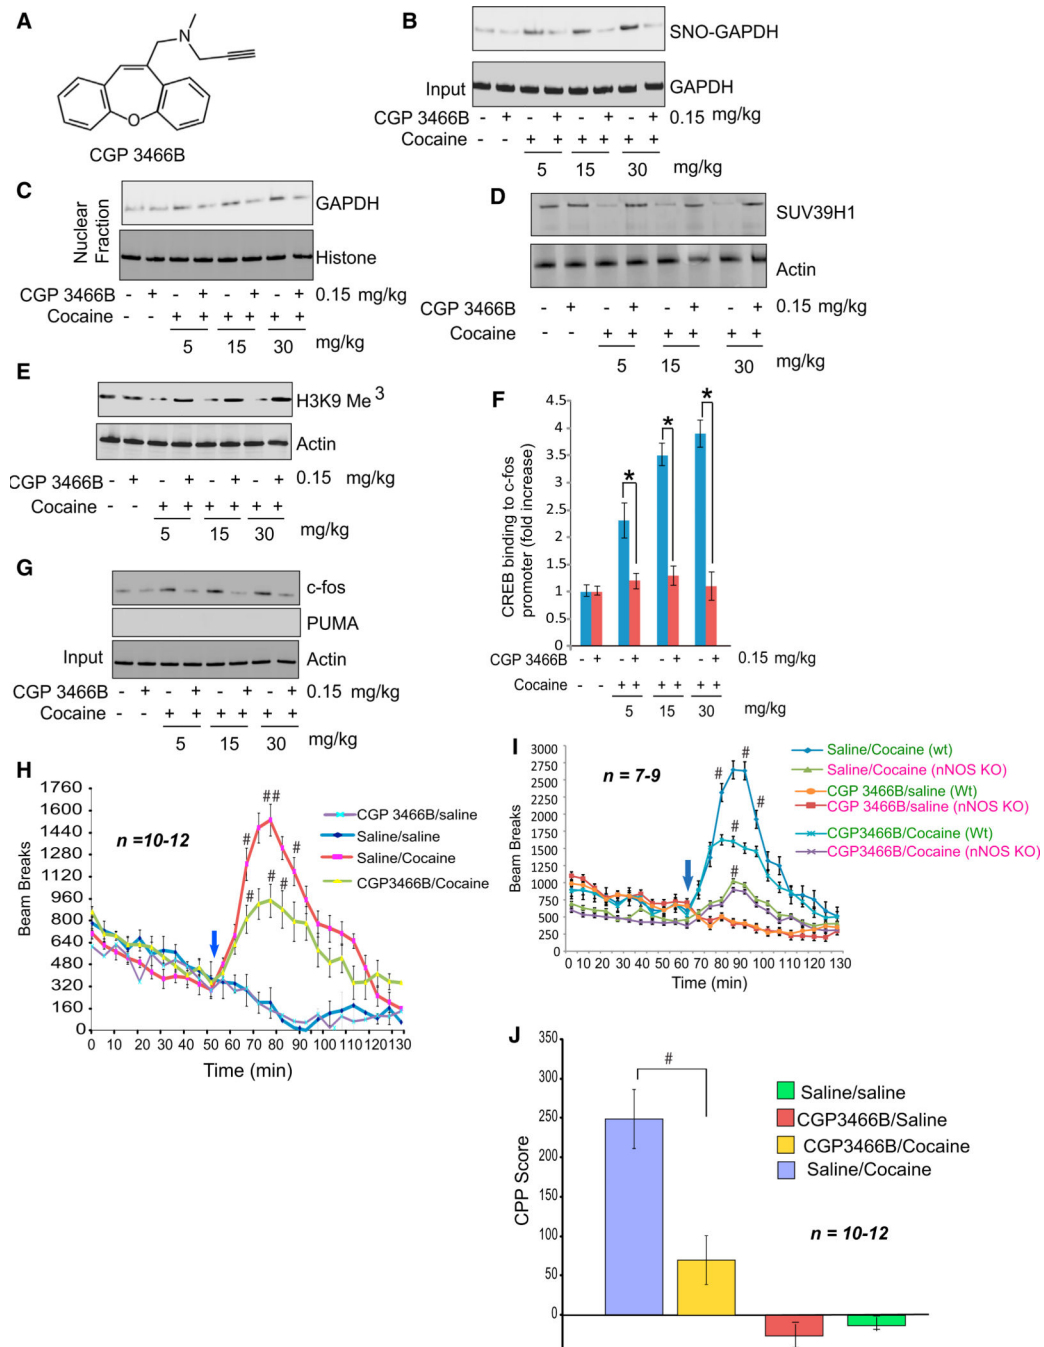 A
N
O
CGP 3466B
B
SNO-GAPDH
Input GAPDH
CGP 3466B - + - + - + - + 0.15 mg/kg
Cocaine - - + + + + + +
5 15 30 mg/kg
C
Nuclear Fraction
GAPDH
Histone
CGP 3466B - + - + - + - + 0.15 mg/kg
Cocaine - - + + + + + +
5 15 30 mg/kg
D
SUV39H1
Actin
CGP 3466B - + - + - + - + 0.15 mg/kg
Cocaine - - + + + + + +
5 15 30 mg/kg
E
H3K9 Me3
Actin
CGP 3466B - + - + - + - + 0.15 mg/kg
Cocaine - - + + + + + +
5 15 30 mg/kg
F
CREB binding to c-fos promoter (fold increase)
4.5
4
3.5
3
2.5
2
1.5
1
0.5
0
* * *
CGP 3466B - + - + - + - + 0.15 mg/kg
Cocaine - - + + + + + +
5 15 30 mg/kg
G
c-fos
PUMA
Input Actin
CGP 3466B - + - + - + - + 0.15 mg/kg
Cocaine - - + + + + + +
5 15 30 mg/kg
H
Beam Breaks
1760
1600
1440
1280
1120
960
800
640
480
320
160
0
n =10-12
# ## # # # #
CGP 3466B/saline
Saline/saline
Saline/Cocaine
CGP3466B/Cocaine
0 10 20 30 40 50 60 70 80 90 100 110 120 130
Time (min)
I
Beam Breaks
3000
2750
2500
2250
2000
1750
1500
1250
1000
750
500
250
0
n = 7-9
# # # # #
Saline/Cocaine (wt)
Saline/Cocaine (nNOS KO)
CGP 3466B/saline (Wt)
CGP 3466B/saline (nNOS KO)
CGP3466B/Cocaine (Wt)
CGP3466B/Cocaine (nNOS KO)
0 10 20 30 40 50 60 70 80 90 100 110 120 130
Time (min)
J
CPP Score
350
300
250
200
150
100
50
0
#
Saline/saline
CGP3466B/Saline
CGP3466B/Cocaine
Saline/Cocaine
n = 10-12